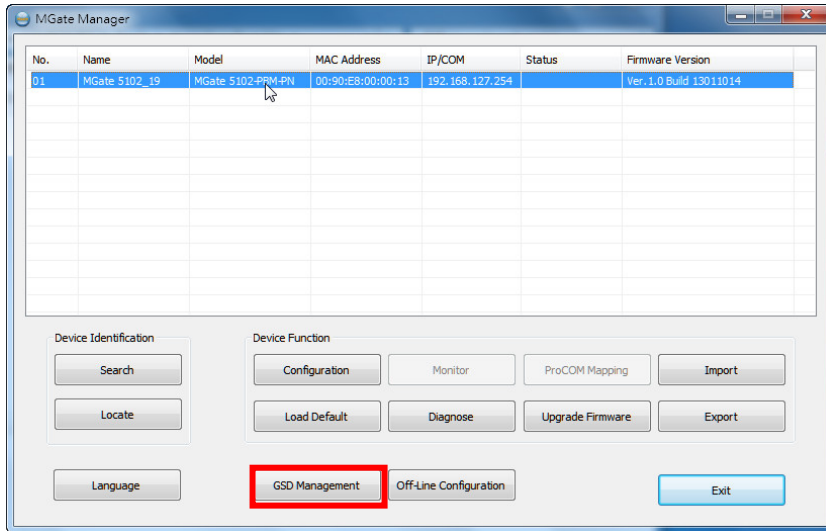 MGate Manager
No. Name Model MAC Address IP/COM Status Firmware Version
01 MGate 5102_19 MGate 5102-PBM-PN 00:90:E8:00:00:13 192.168.127.254 Ver.1.0 Build 13011014
Device Identification Device Function
Search Configuration Monitor ProCOM Mapping Import
Locate Load Default Diagnose Upgrade Firmware Export
Language GSD Management Off-Line Configuration Exit